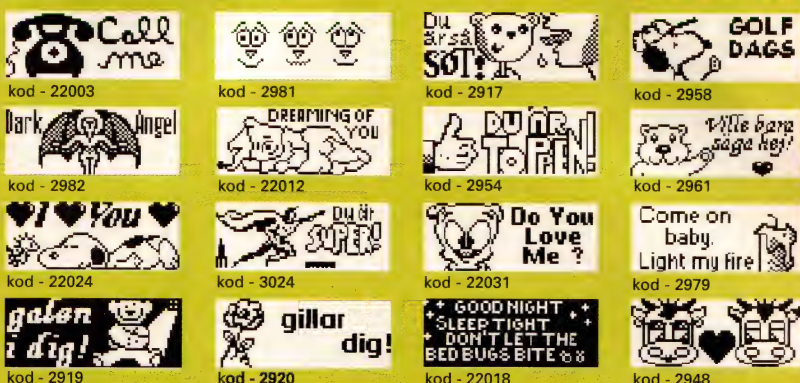 Call
me
kod - 22003
kod - 2981
Du
är så
SÖT!
kod - 2917
GOLF
DAGS
kod - 2958
Dark Angel
kod - 2982
DREAMING OF
YOU
kod - 22012
DU ÄR
TOPPEN!
kod - 2954
Ville bara
säga hej!
kod - 2961
I You
kod - 22024
Du är
SUPER!
kod - 3024
Do You
Love
Me ?
kod - 22031
Come on
baby.
Light my fire
kod - 2979
galen
i dig!
kod - 2919
gillar
dig!
kod - 2920
GOOD NIGHT
SLEEP TIGHT
DON'T LET THE
BED BUGS BITE
kod - 22018
kod - 2948